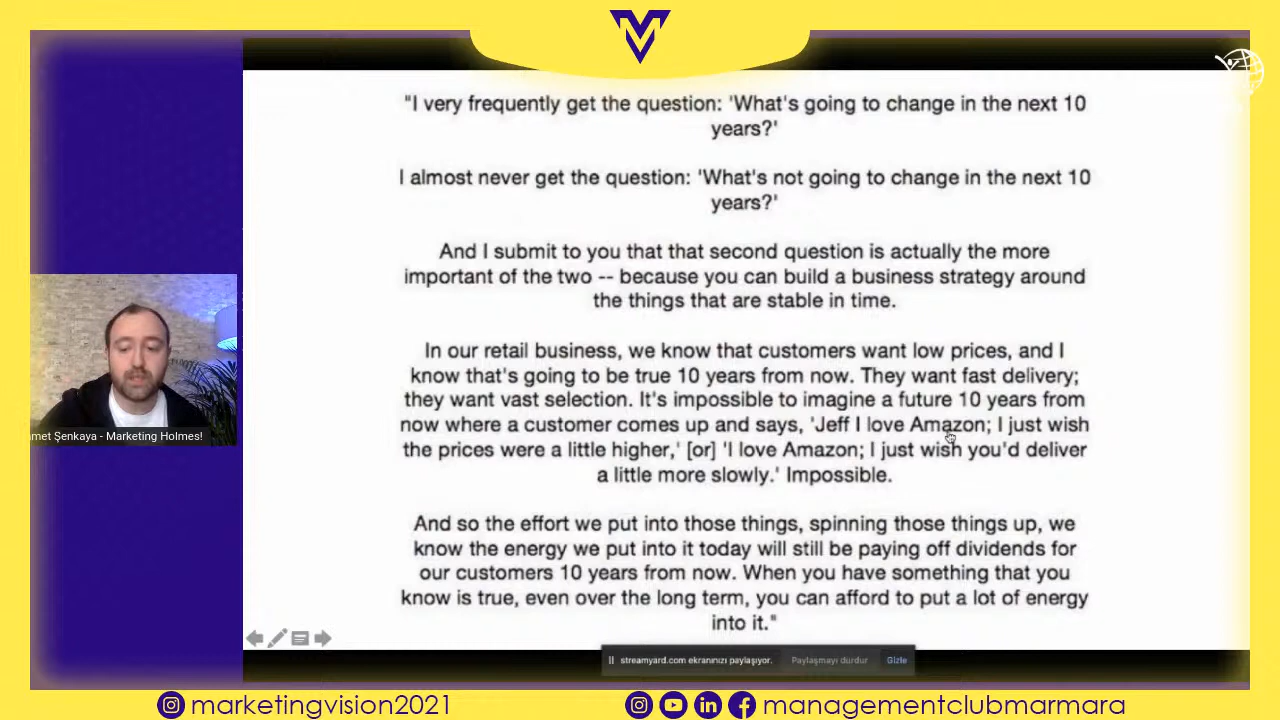 "I very frequently get the question: 'What's going to change in the next 10
years?'
I almost never get the question: 'What's not going to change in the next 10
years?'
And I submit to you that that second question is actually the more
important of the two -- because you can build a business strategy around
the things that are stable in time.
In our retail business, we know that customers want low prices, and I
know that's going to be true 10 years from now. They want fast delivery;
they want vast selection. It's impossible to imagine a future 10 years from
now where a customer comes up and says, 'Jeff I love Amazon; I just wish
the prices were a little higher,' [or] 'I love Amazon; I just wish you'd deliver
a little more slowly.' Impossible.
And so the effort we put into those things, spinning those things up, we
know the energy we put into it today will still be paying off dividends for
our customers 10 years from now. When you have something that you
know is true, even over the long term, you can afford to put a lot of energy
into it."
Şenkaya - Marketing Holmes!
streamyard.com ekranınızı paylaşıyor.
Paylaşmayı durdur
Gizle
marketingvision2021
managementclubmarmara